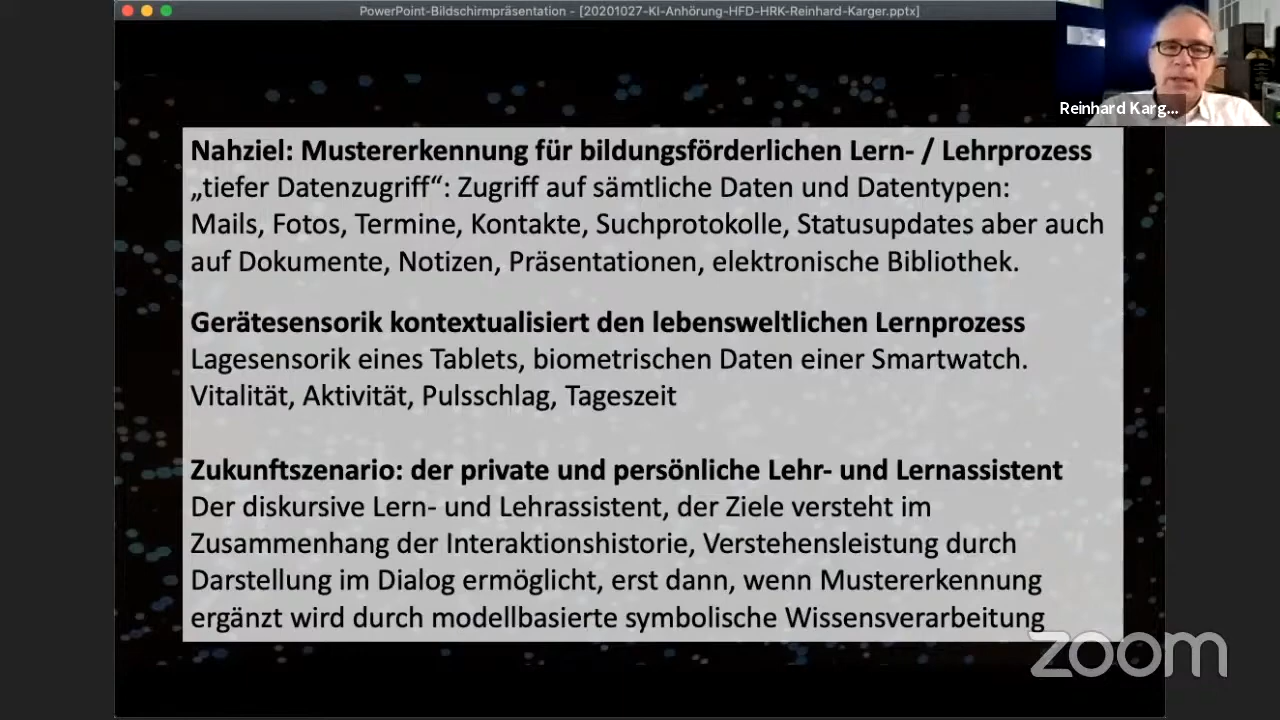 PowerPoint-Bildschirmpräsentation - [20201027-KI-Anhörung-HFD-HRK-Reinhard-Karger.pptx]
Reinhard Karg...
Nahziel: Mustererkennung für bildungsförderlichen Lern- / Lehrprozess
„tiefer Datenzugriff“: Zugriff auf sämtliche Daten und Datentypen:
Mails, Fotos, Termine, Kontakte, Suchprotokolle, Statusupdates aber auch
auf Dokumente, Notizen, Präsentationen, elektronische Bibliothek.
Gerätesensorik kontextualisiert den lebensweltlichen Lernprozess
Lagesensorik eines Tablets, biometrischen Daten einer Smartwatch.
Vitalität, Aktivität, Pulsschlag, Tageszeit
Zukunftszenario: der private und persönliche Lehr- und Lernassistent
Der diskursive Lern- und Lehrassistent, der Ziele versteht im
Zusammenhang der Interaktionshistorie, Verstehensleistung durch
Darstellung im Dialog ermöglicht, erst dann, wenn Mustererkennung
ergänzt wird durch modellbasierte symbolische Wissensverarbeitung
zoom